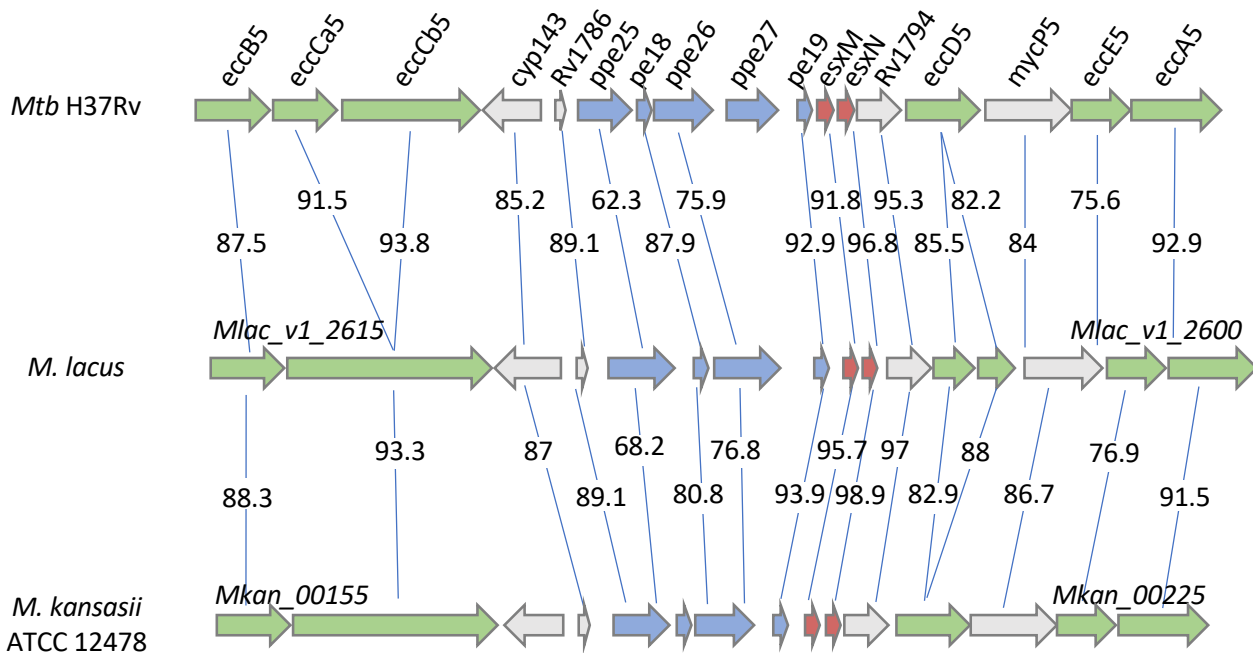 eccB5 eccCa5 eccCb5 cyp143 Rv1786 ppe25 pe18 ppe26 ppe27 pe19 esxM esxN Rv1794 eccD5 mycP5 eccE5 eccA5
Mtb H37Rv
91.5 85.2 62.3 75.9 91.8 95.3 82.2 75.6
87.5 93.8 89.1 87.9 92.9 96.8 85.5 84 92.9
Mlac_v1_2615 Mlac_v1_2600
M. lacus
93.3 87 68.2 76.8 95.7 97 88 76.9
88.3 89.1 80.8 93.9 98.9 82.9 86.7 91.5
Mkan_00155 Mkan_00225
M. kansasii
ATCC 12478